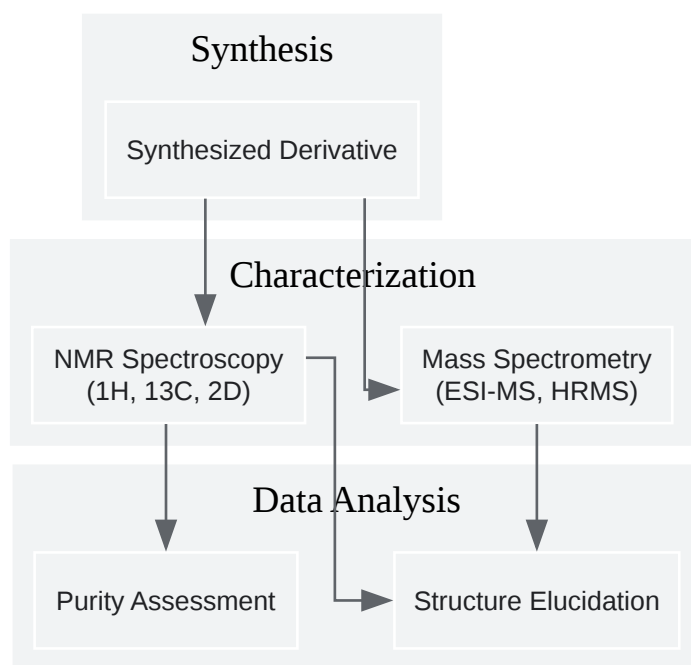 Synthesis
Synthesized Derivative
Characterization
NMR Spectroscopy
(1H, 13C, 2D)
Mass Spectrometry
(ESI-MS, HRMS)
Data Analysis
Purity Assessment
Structure Elucidation